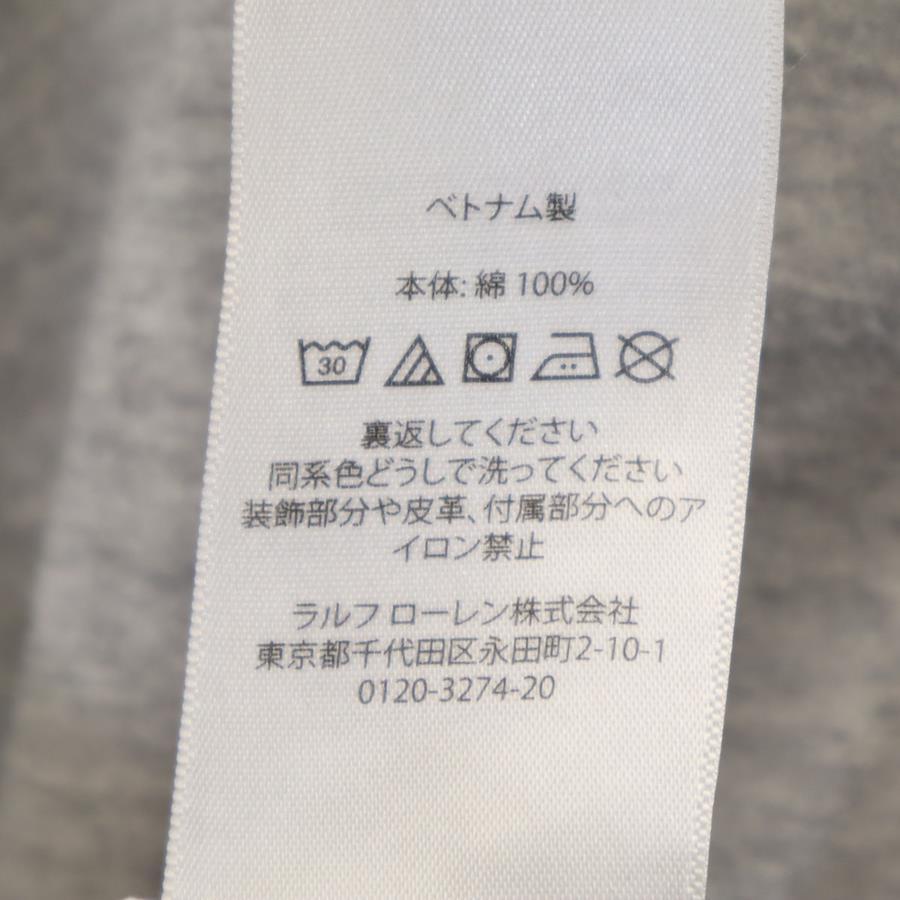 ベトナム製
本体: 綿 100%
30
裏返してください
同系色どうしで洗ってください
装飾部分や皮革、付属部分へのア
イロン禁止
ラルフ ローレン株式会社
東京都千代田区永田町2-10-1
0120-3274-20